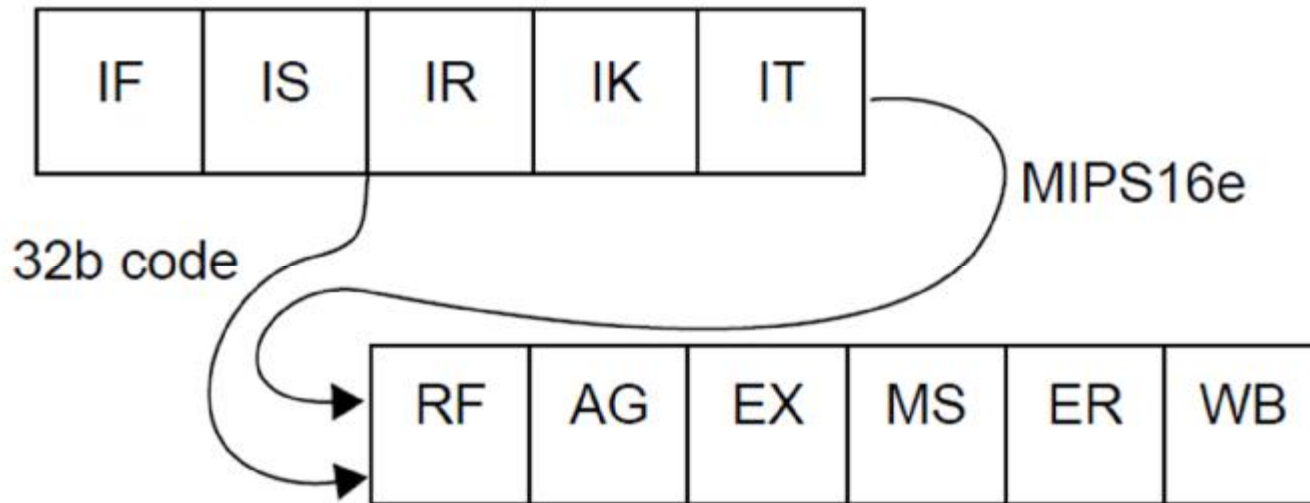 IF IS IR IK IT
MIPS16e
32b code
RF AG EX MS ER WB